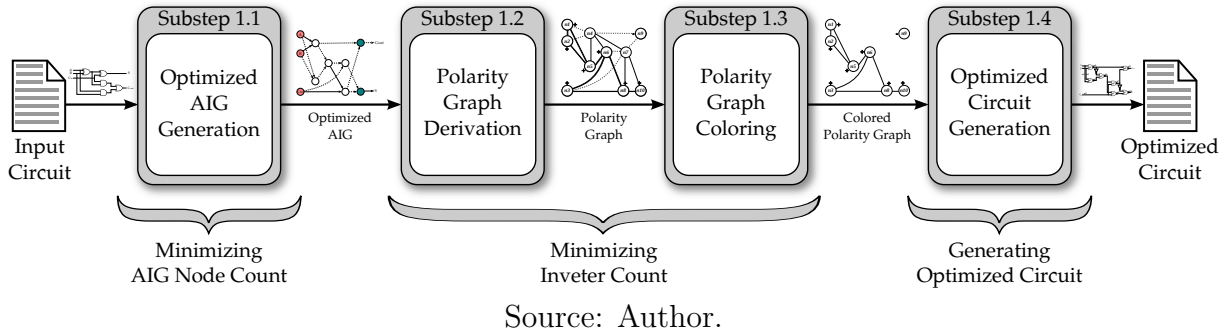 Substep 1.1
Substep 1.2
Substep 1.3
Substep 1.4
Input
Circuit
Optimized
AIG
Generation
Optimized
AIG
Polarity
Graph
Derivation
Polarity
Graph
Polarity
Graph
Coloring
Colored
Polarity Graph
Optimized
Circuit
Generation
Optimized
Circuit
Minimizing
AIG Node Count
Minimizing
Inveter Count
Generating
Optimized Circuit
Source: Author.